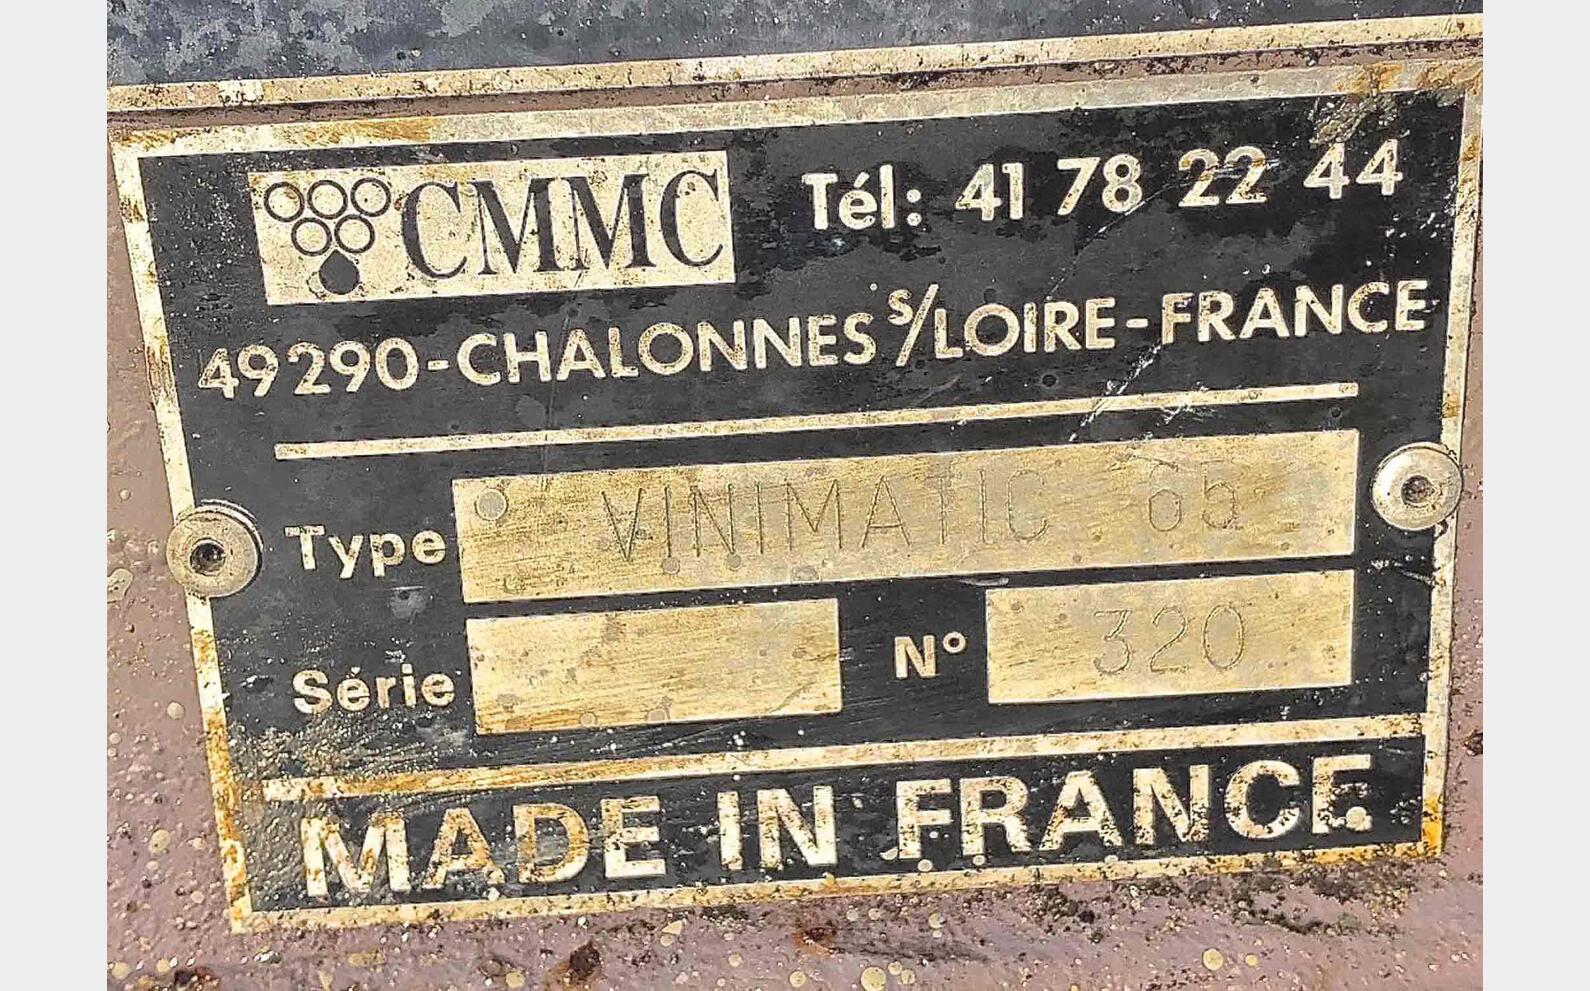 CMMC Tél: 41 78 22 44
49290-CHALONNES S/LOIRE-FRANCE
Type VINIMATIC 65
Série N° 320
MADE IN FRANCE